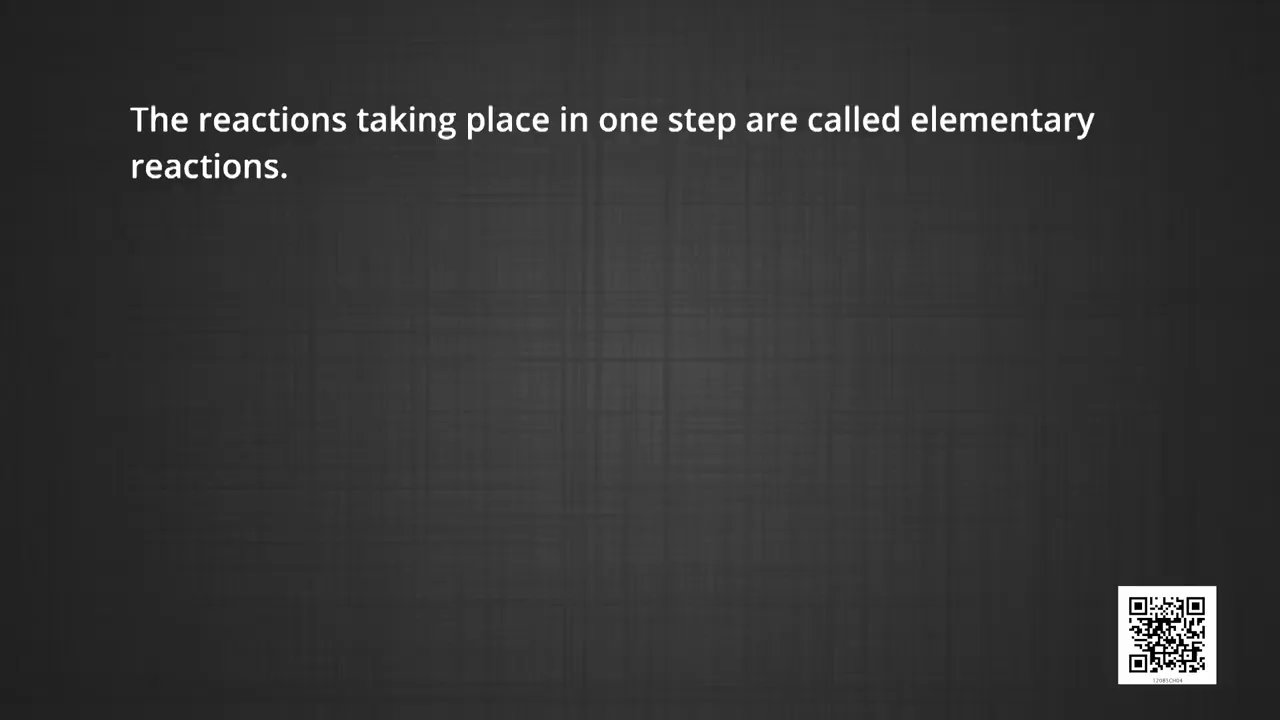 The reactions taking place in one step are called elementary
reactions.